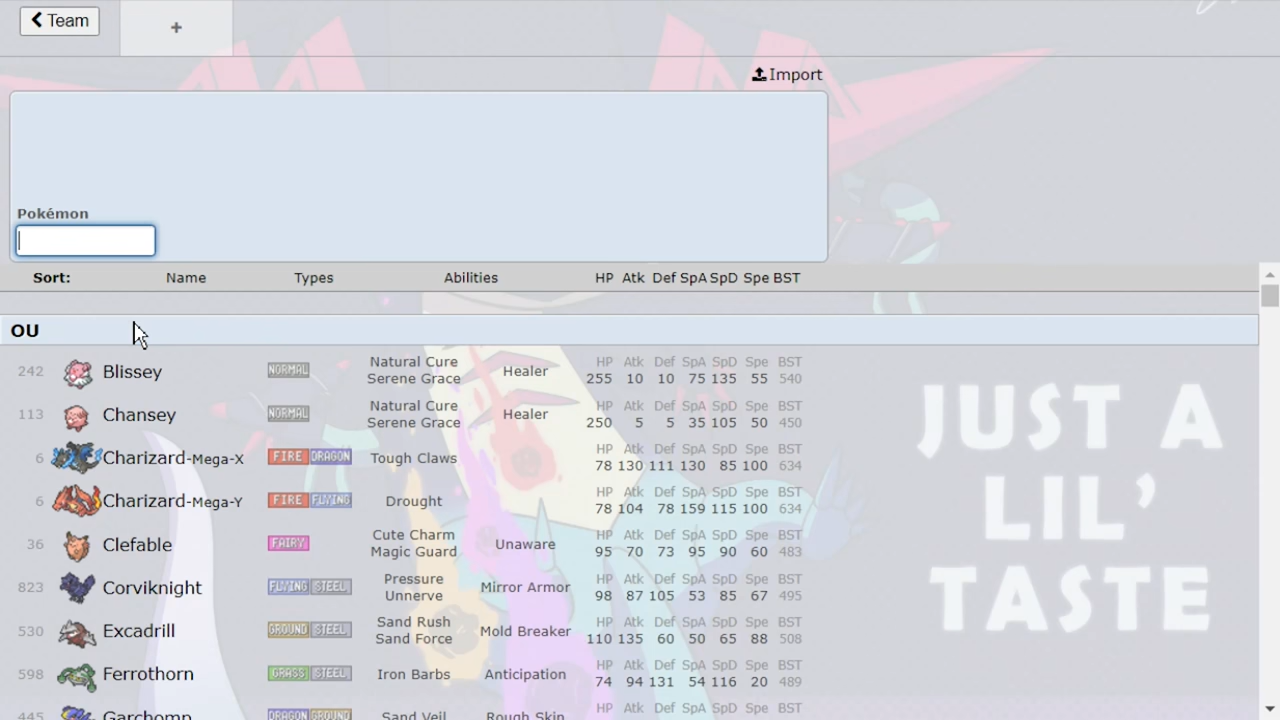 Team
+
Import
Pokémon
Sort: Name Types Abilities HP Atk Def SpA SpD Spe BST
OU
242 Blissey NORMAL Natural Cure Serene Grace Healer HP 255 Atk 10 Def 10 SpA 75 SpD 135 Spe 55 BST 540
113 Chansey NORMAL Natural Cure Serene Grace Healer HP 250 Atk 5 Def 5 SpA 35 SpD 105 Spe 50 BST 450
6 Charizard-Mega-X FIRE DRAGON Tough Claws HP 78 Atk 130 Def 111 SpA 130 SpD 85 Spe 100 BST 634
6 Charizard-Mega-Y FIRE FLYING Drought HP 78 Atk 104 Def 78 SpA 159 SpD 115 Spe 100 BST 634
36 Clefable FAIRY Cute Charm Magic Guard Unaware HP 95 Atk 70 Def 73 SpA 95 SpD 90 Spe 60 BST 483
823 Corviknight FLYING STEEL Pressure Unnerve Mirror Armor HP 98 Atk 87 Def 105 SpA 53 SpD 85 Spe 67 BST 495
530 Excadrill GROUND STEEL Sand Rush Sand Force Mold Breaker HP 110 Atk 135 Def 60 SpA 50 SpD 65 Spe 88 BST 508
598 Ferrothorn GRASS STEEL Iron Barbs Anticipation HP 74 Atk 94 Def 131 SpA 54 SpD 116 Spe 20 BST 489
445 Garchomp DRAGON GROUND Sand Veil Rough Skin HP Atk Def SpA SpD Spe BST
JUST A
LIL'
TASTE